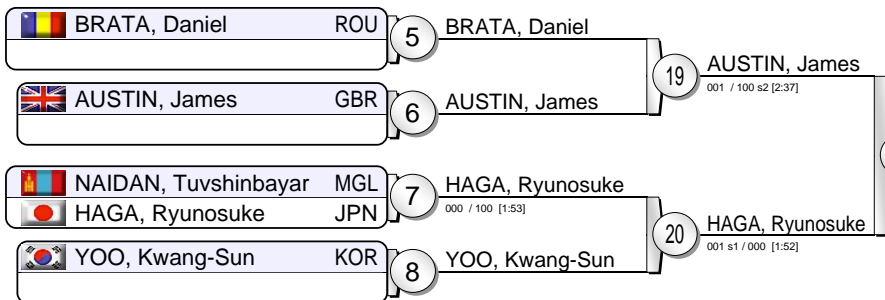 BRATA, Daniel ROU
5
BRATA, Daniel
19
AUSTIN, James
001 / 100 s2 [2:37]
AUSTIN, James GBR
6
AUSTIN, James
NAIDAN, Tuvshinbayar MGL
HAGA, Ryunosuke JPN
7
HAGA, Ryunosuke
000 / 100 [1:53]
20
HAGA, Ryunosuke
001 s1 / 000 [1:52]
YOO, Kwang-Sun KOR
8
YOO, Kwang-Sun